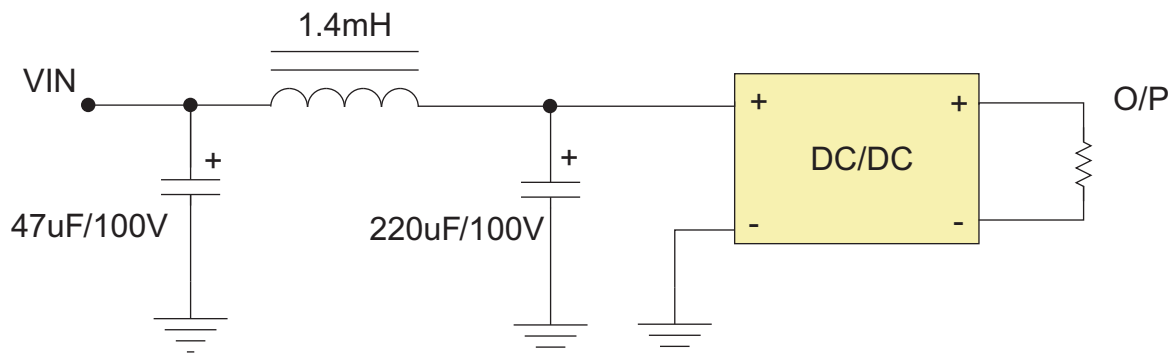 1.4mH
VIN
+
+
O/P
DC/DC
+
+
47uF/100V
220uF/100V
-
-